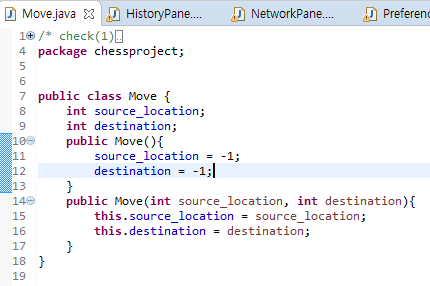 Move.java HistoryPane.... NetworkPane.... Preferen
1 /* check(1)
4 package chessproject;
5
6
7 public class Move {
8 int source_location;
9 int destination;
10 public Move(){
11 source_location = -1;
12 destination = -1;
13 }
14 public Move(int source_location, int destination){
15 this.source_location = source_location;
16 this.destination = destination;
17 }
18 }
19